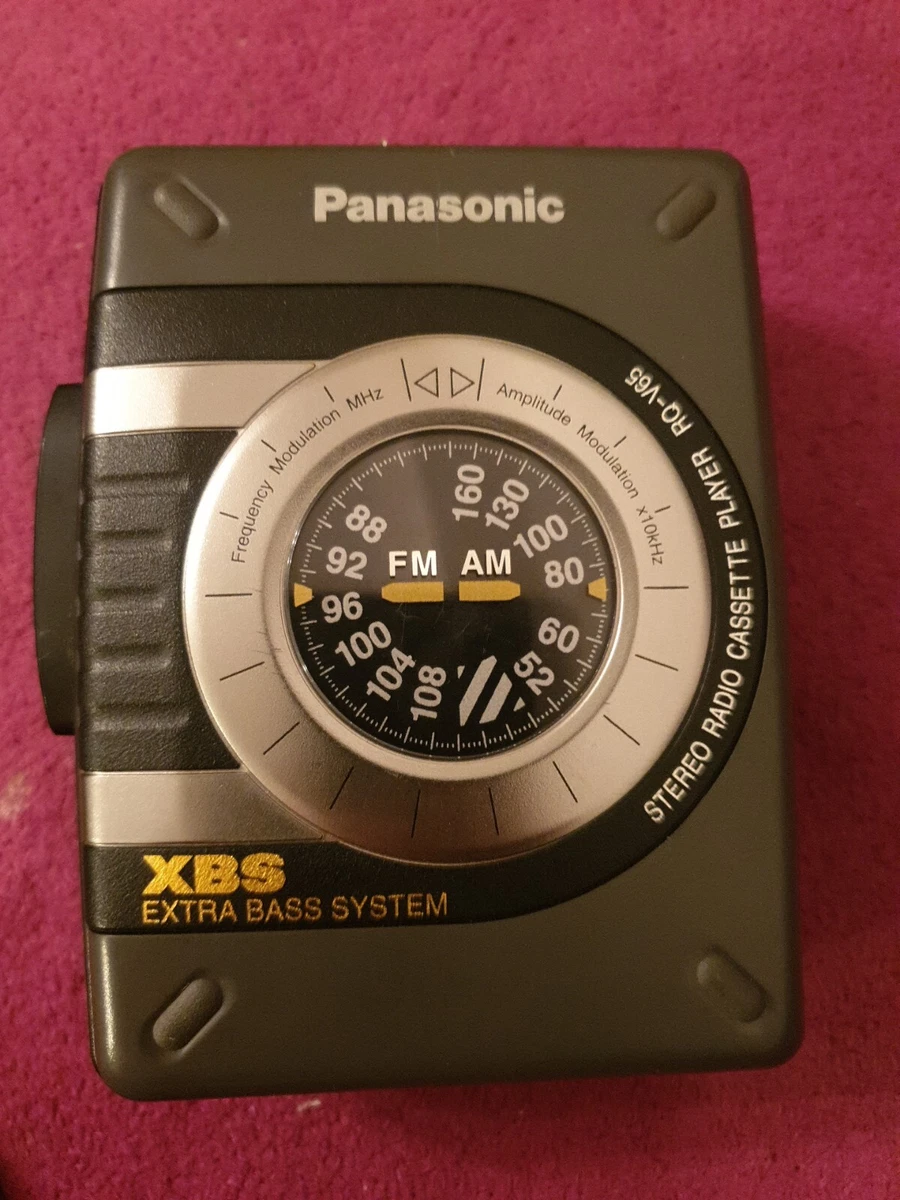 Panasonic
STEREO RADIO CASSETTE PLAYER RQ-V65
Frequency Modulation MHz
Amplitude Modulation x10kHz
FM AM
88
92
96
100
104
108
160
130
100
80
60
52
XBS
EXTRA BASS SYSTEM